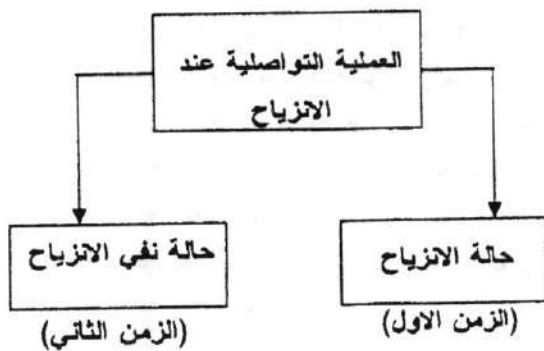 العملية التواصلية عند
الانزياح
حالة الانزياح
(الزمن الاول)
حالة نفي الانزياح
(الزمن الثاني)